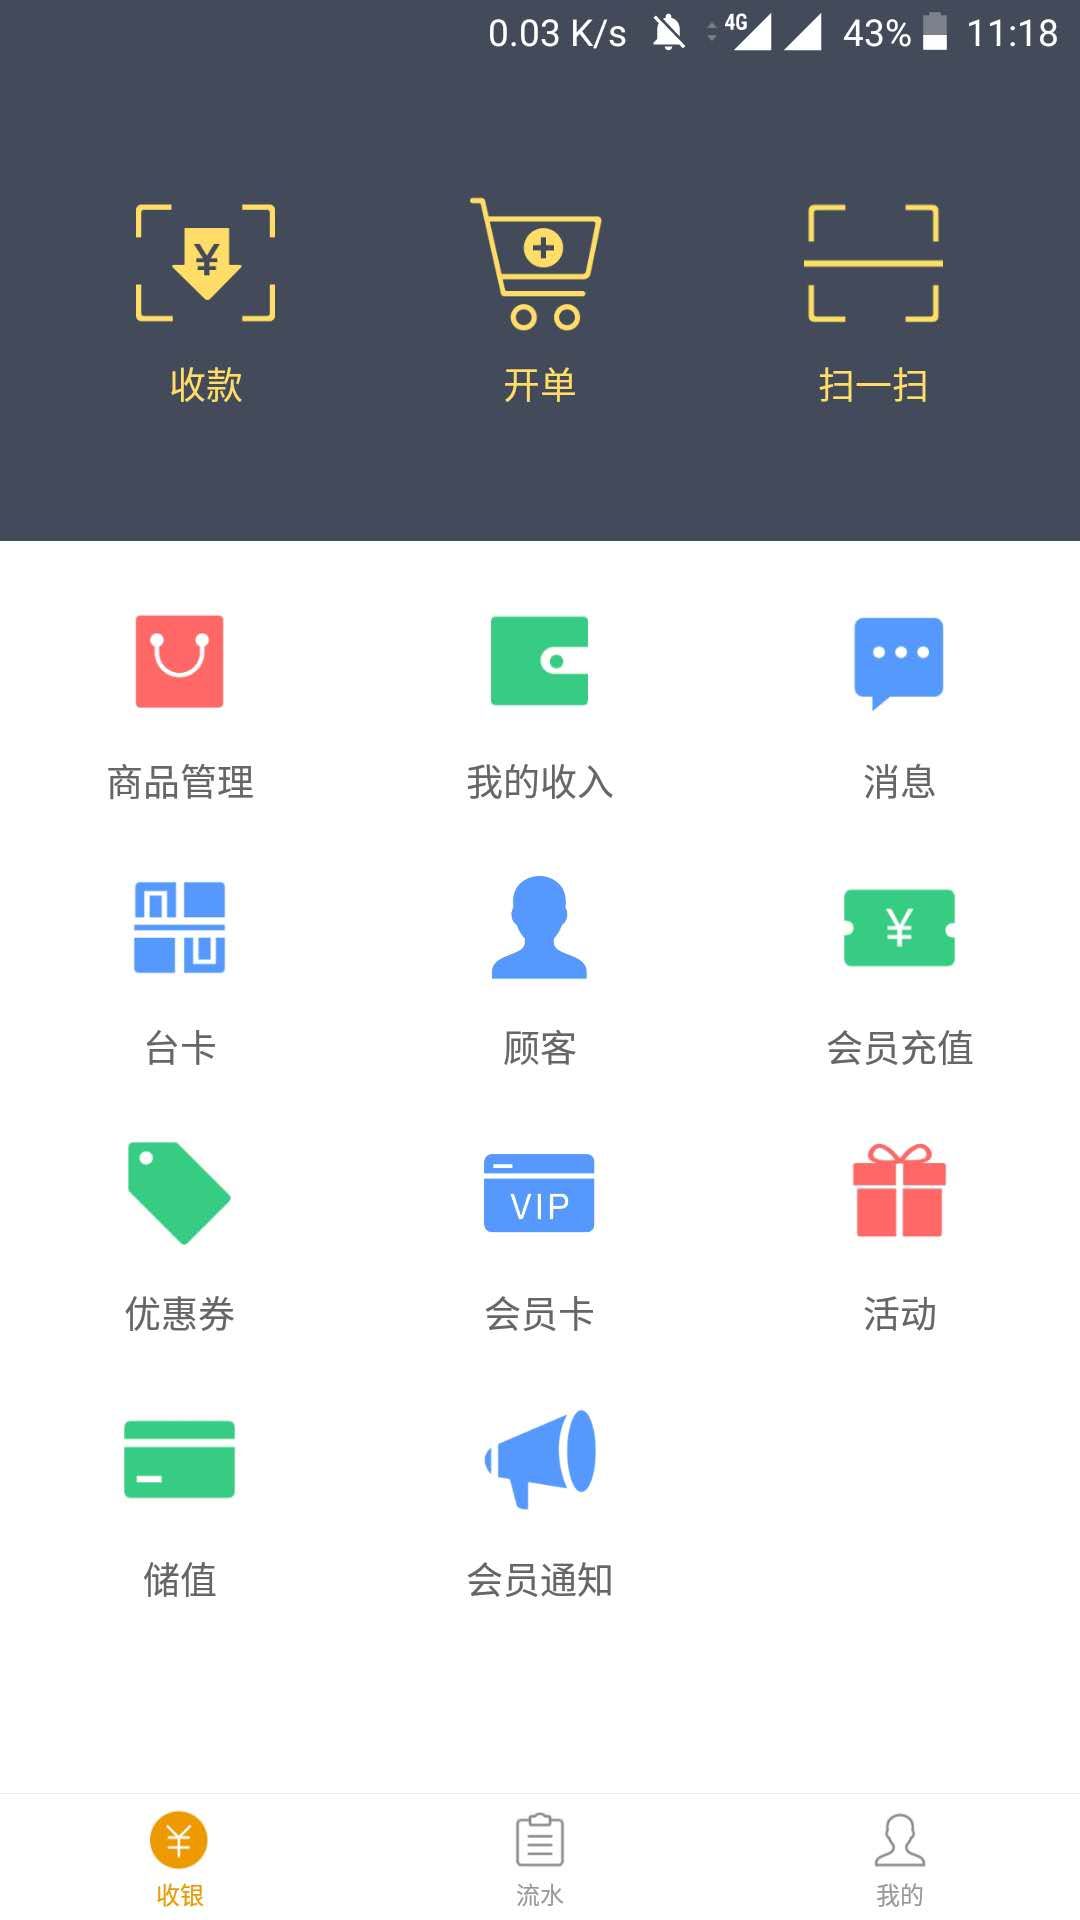 0.03 K/s 4G 43% 11:18
¥
收款 开单 扫一扫
商品管理 我的收入 消息
¥
台卡 顾客 会员充值
VIP
优惠券 会员卡 活动
储值 会员通知
¥
收银 流水 我的